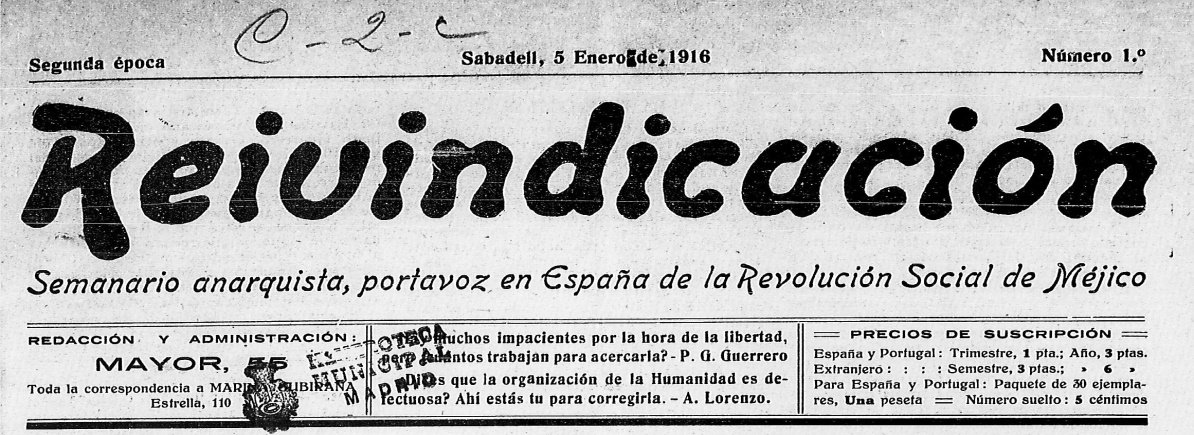 C-2-c
Segunda época
Sabadell, 5 Enero de 1916
Número 1.º
Reivindicación
Semanario anarquista, portavoz en España de la Revolución Social de Méjico
REDACCIÓN Y ADMINISTRACIÓN:
MAYOR, 55
Toda la correspondencia a
Estrella, 110
muchos impacientes por la hora de la libertad,
pero cuántos trabajan para acercarla? - P. G. Guerrero
que la organización de la Humanidad es de-
fectuosa? Ahí estás tu para corregirla. - A. Lorenzo.
HEMEROTECA
MUNICIPAL
MADRID
PRECIOS DE SUSCRIPCIÓN
España y Portugal: Trimestre, 1 pta.; Año, 3 ptas.
Extranjero: : : : Semestre, 3 ptas.; » 6 »
Para España y Portugal: Paquete de 30 ejempla-
res, Una peseta = Número suelto: 5 céntimos